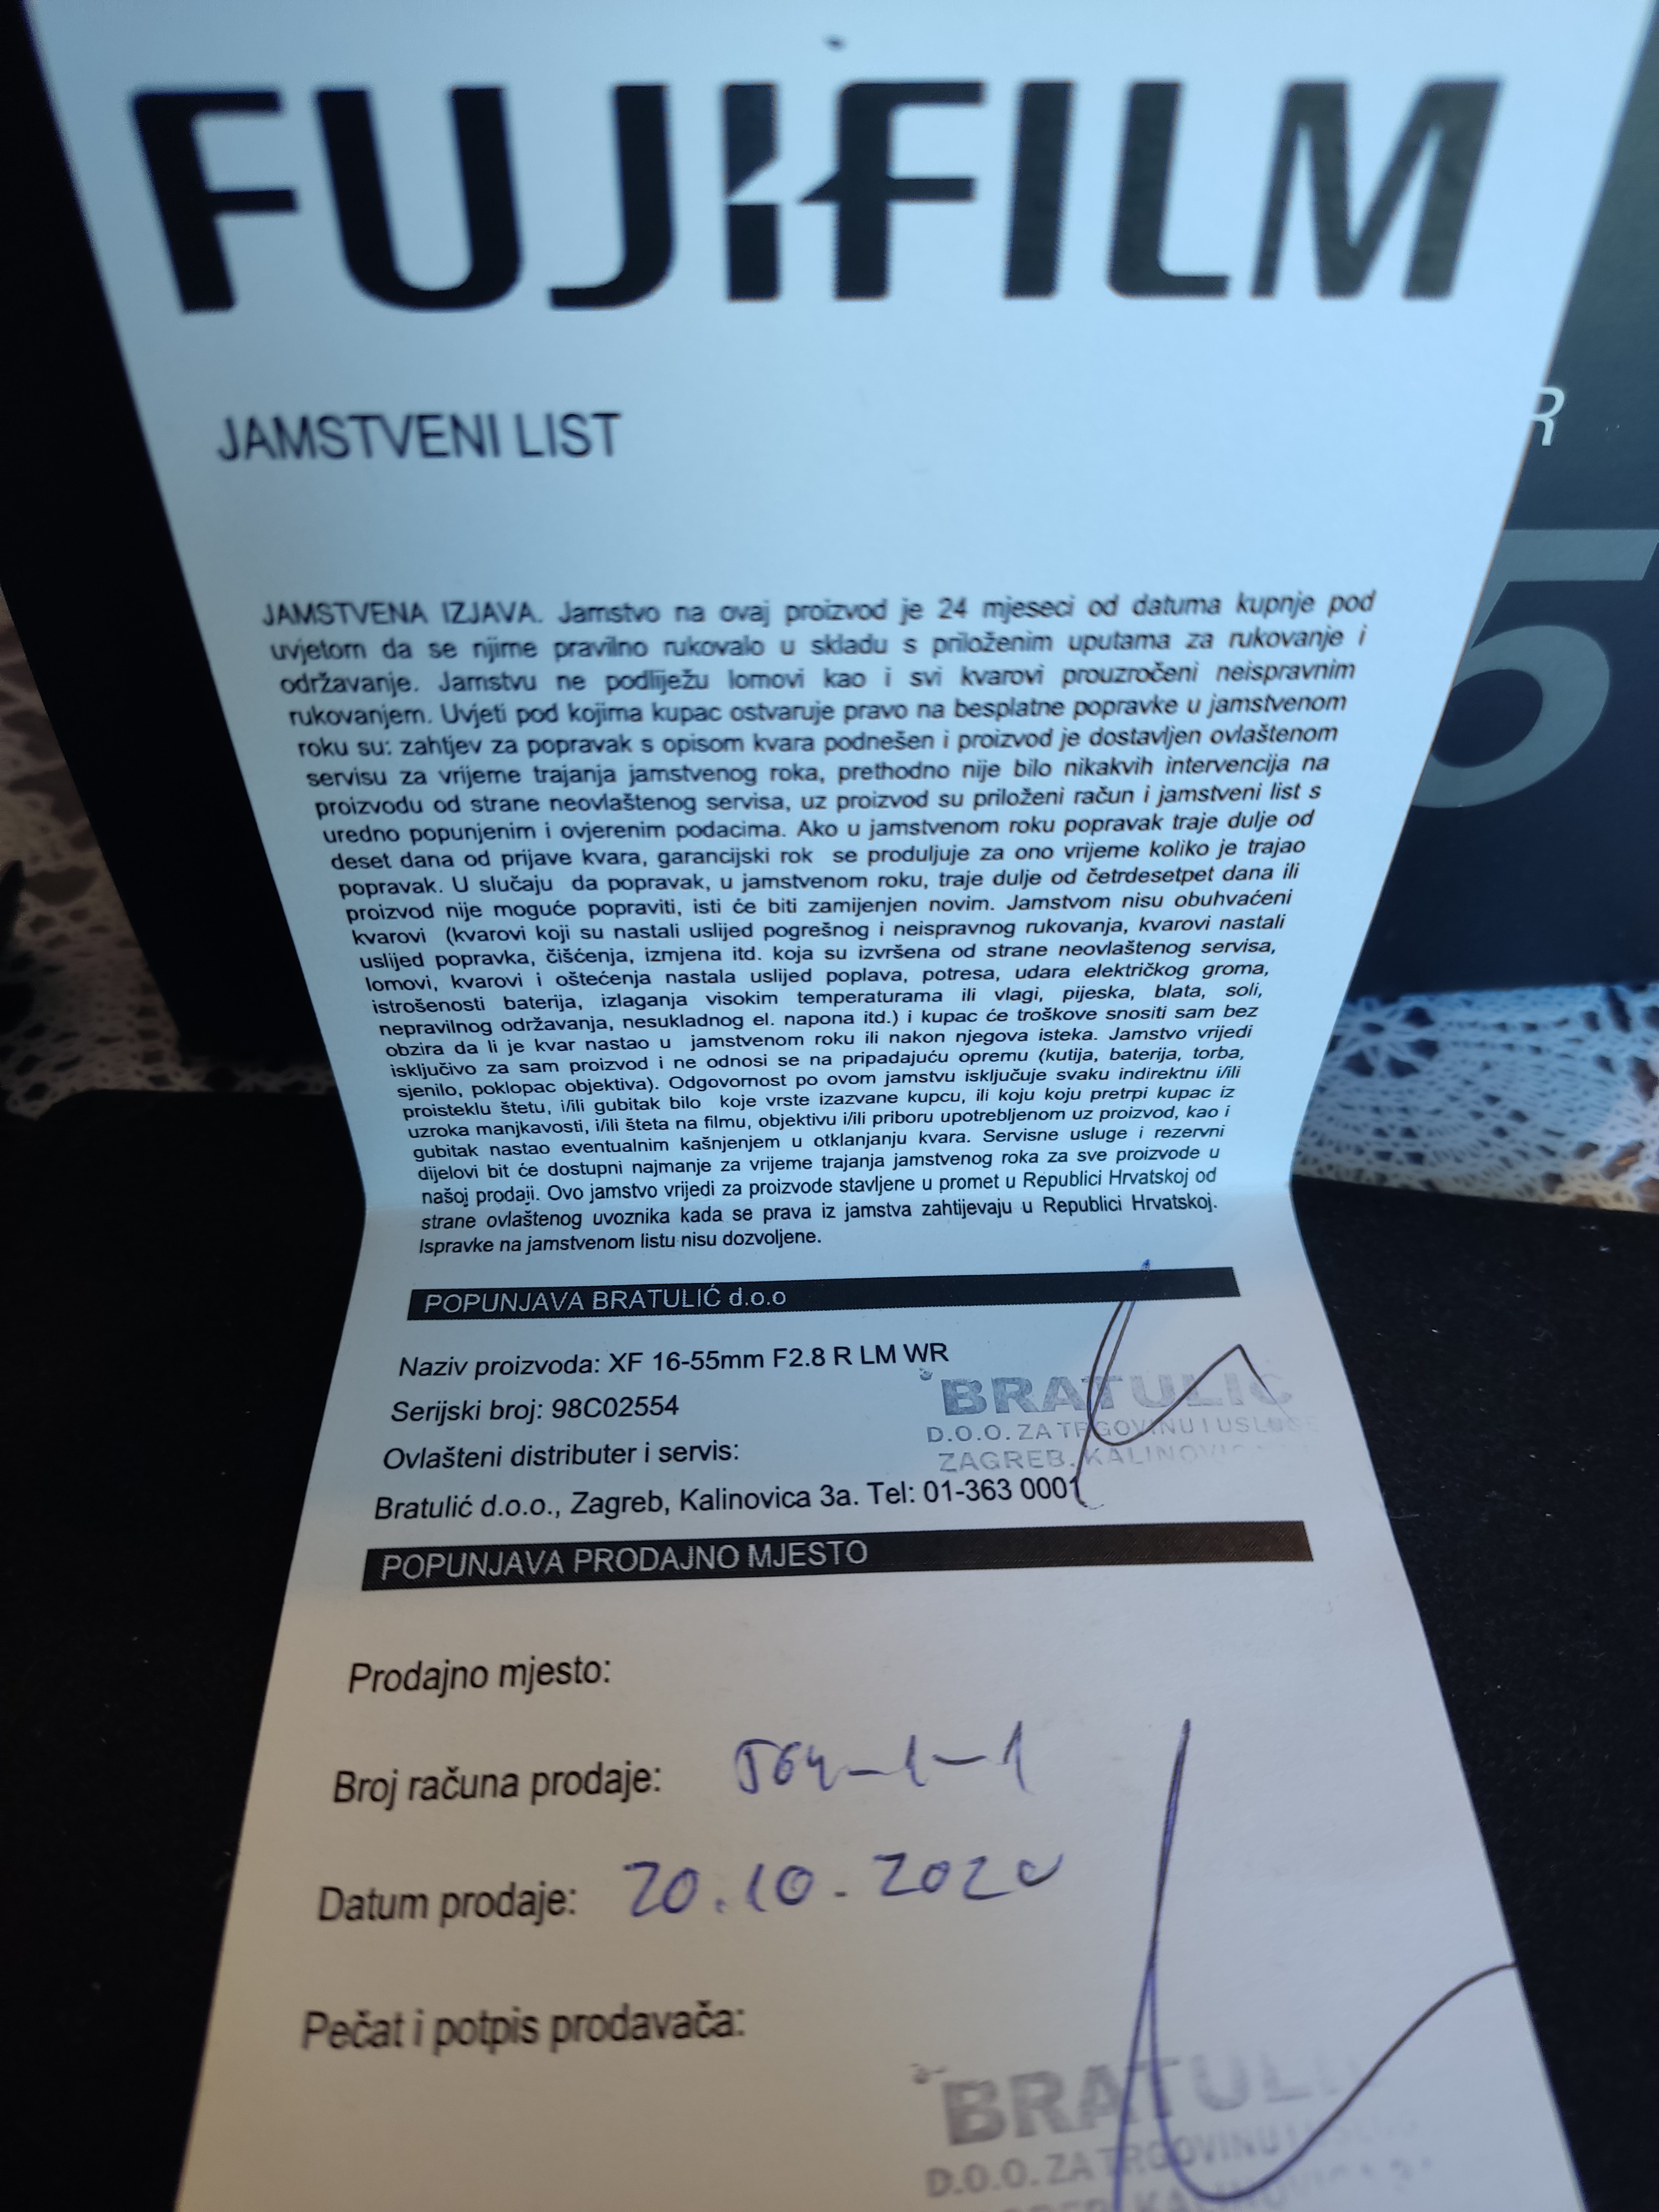 FUJIFILM
JAMSTVENI LIST
JAMSTVENA IZJAVA. Jamstvo na ovaj proizvod je 24 mjeseci od datuma kupnje pod
uvjetom da se njime pravilno rukovalo u skladu s priloženim uputama za rukovanje i
održavanje. Jamstvu ne podliježu lomovi kao i svi kvarovi prouzročeni neispravnim
rukovanjem. Uvjeti pod kojima kupac ostvaruje pravo na besplatne popravke u jamstvenom
roku su: zahtjev za popravak s opisom kvara podnešen i proizvod je dostavljen ovlaštenom
servisu za vrijeme trajanja jamstvenog roka, prethodno nije bilo nikakvih intervencija na
proizvodu od strane neovlaštenog servisa, uz proizvod su priloženi račun i jamstveni list s
uredno popunjenim i ovjerenim podacima. Ako u jamstvenom roku popravak traje dulje od
deset dana od prijave kvara, garancijski rok se produljuje za ono vrijeme koliko je trajao
popravak. U slučaju da popravak, u jamstvenom roku, traje dulje od četrdesetpet dana ili
proizvod nije moguće popraviti, isti će biti zamijenjen novim. Jamstvom nisu obuhvaćeni
kvarovi (kvarovi koji su nastali uslijed pogrešnog i neispravnog rukovanja, kvarovi nastali
uslijed popravka, čišćenja, izmjena itd. koja su izvršena od strane neovlaštenog servisa,
lomovi, kvarovi i oštećenja nastala uslijed poplava, potresa, udara električkog groma,
istrošenosti baterija, izlaganja visokim temperaturama ili vlagi, pijeska, blata, soli,
nepravilnog održavanja, nesukladnog el. napona itd.) i kupac će troškove snositi sam bez
obzira da li je kvar nastao u jamstvenom roku ili nakon njegova isteka. Jamstvo vrijedi
isključivo za sam proizvod i ne odnosi se na pripadajuću opremu (kutija, baterija, torba,
sjenilo, poklopac objektiva). Odgovornost po ovom jamstvu isključuje svaku indirektnu i/ili
proisteklu štetu, i/ili gubitak bilo koje vrste izazvane kupcu, ili koju koju pretrpi kupac iz
uzroka manjkavosti, i/ili šteta na filmu, objektivu i/ili priboru upotrebljenom uz proizvod, kao i
gubitak nastao eventualnim kašnjenjem u otklanjanju kvara. Servisne usluge i rezervni
dijelovi bit će dostupni najmanje za vrijeme trajanja jamstvenog roka za sve proizvode u
našoj prodaji. Ovo jamstvo vrijedi za proizvode stavljene u promet u Republici Hrvatskoj od
strane ovlaštenog uvoznika kada se prava iz jamstva zahtijevaju u Republici Hrvatskoj.
Ispravke na jamstvenom listu nisu dozvoljene.
POPUNJAVA BRATULIĆ d.o.o
Naziv proizvoda: XF 16-55mm F2.8 R LM WR
Serijski broj: 98C02554
Ovlašteni distributer i servis:
Bratulić d.o.o., Zagreb, Kalinovica 3a. Tel: 01-363 0001
BRATULIĆ
D.O.O. ZA TRGOVINU I USLUGE
ZAGREB, KALINOVICA
POPUNJAVA PRODAJNO MJESTO
Prodajno mjesto:
Broj računa prodaje: 564-1-1
Datum prodaje: 20.10.2020
Pečat i potpis prodavača:
BRATULIĆ
D.O.O. ZA TRGOVINU I
R
5